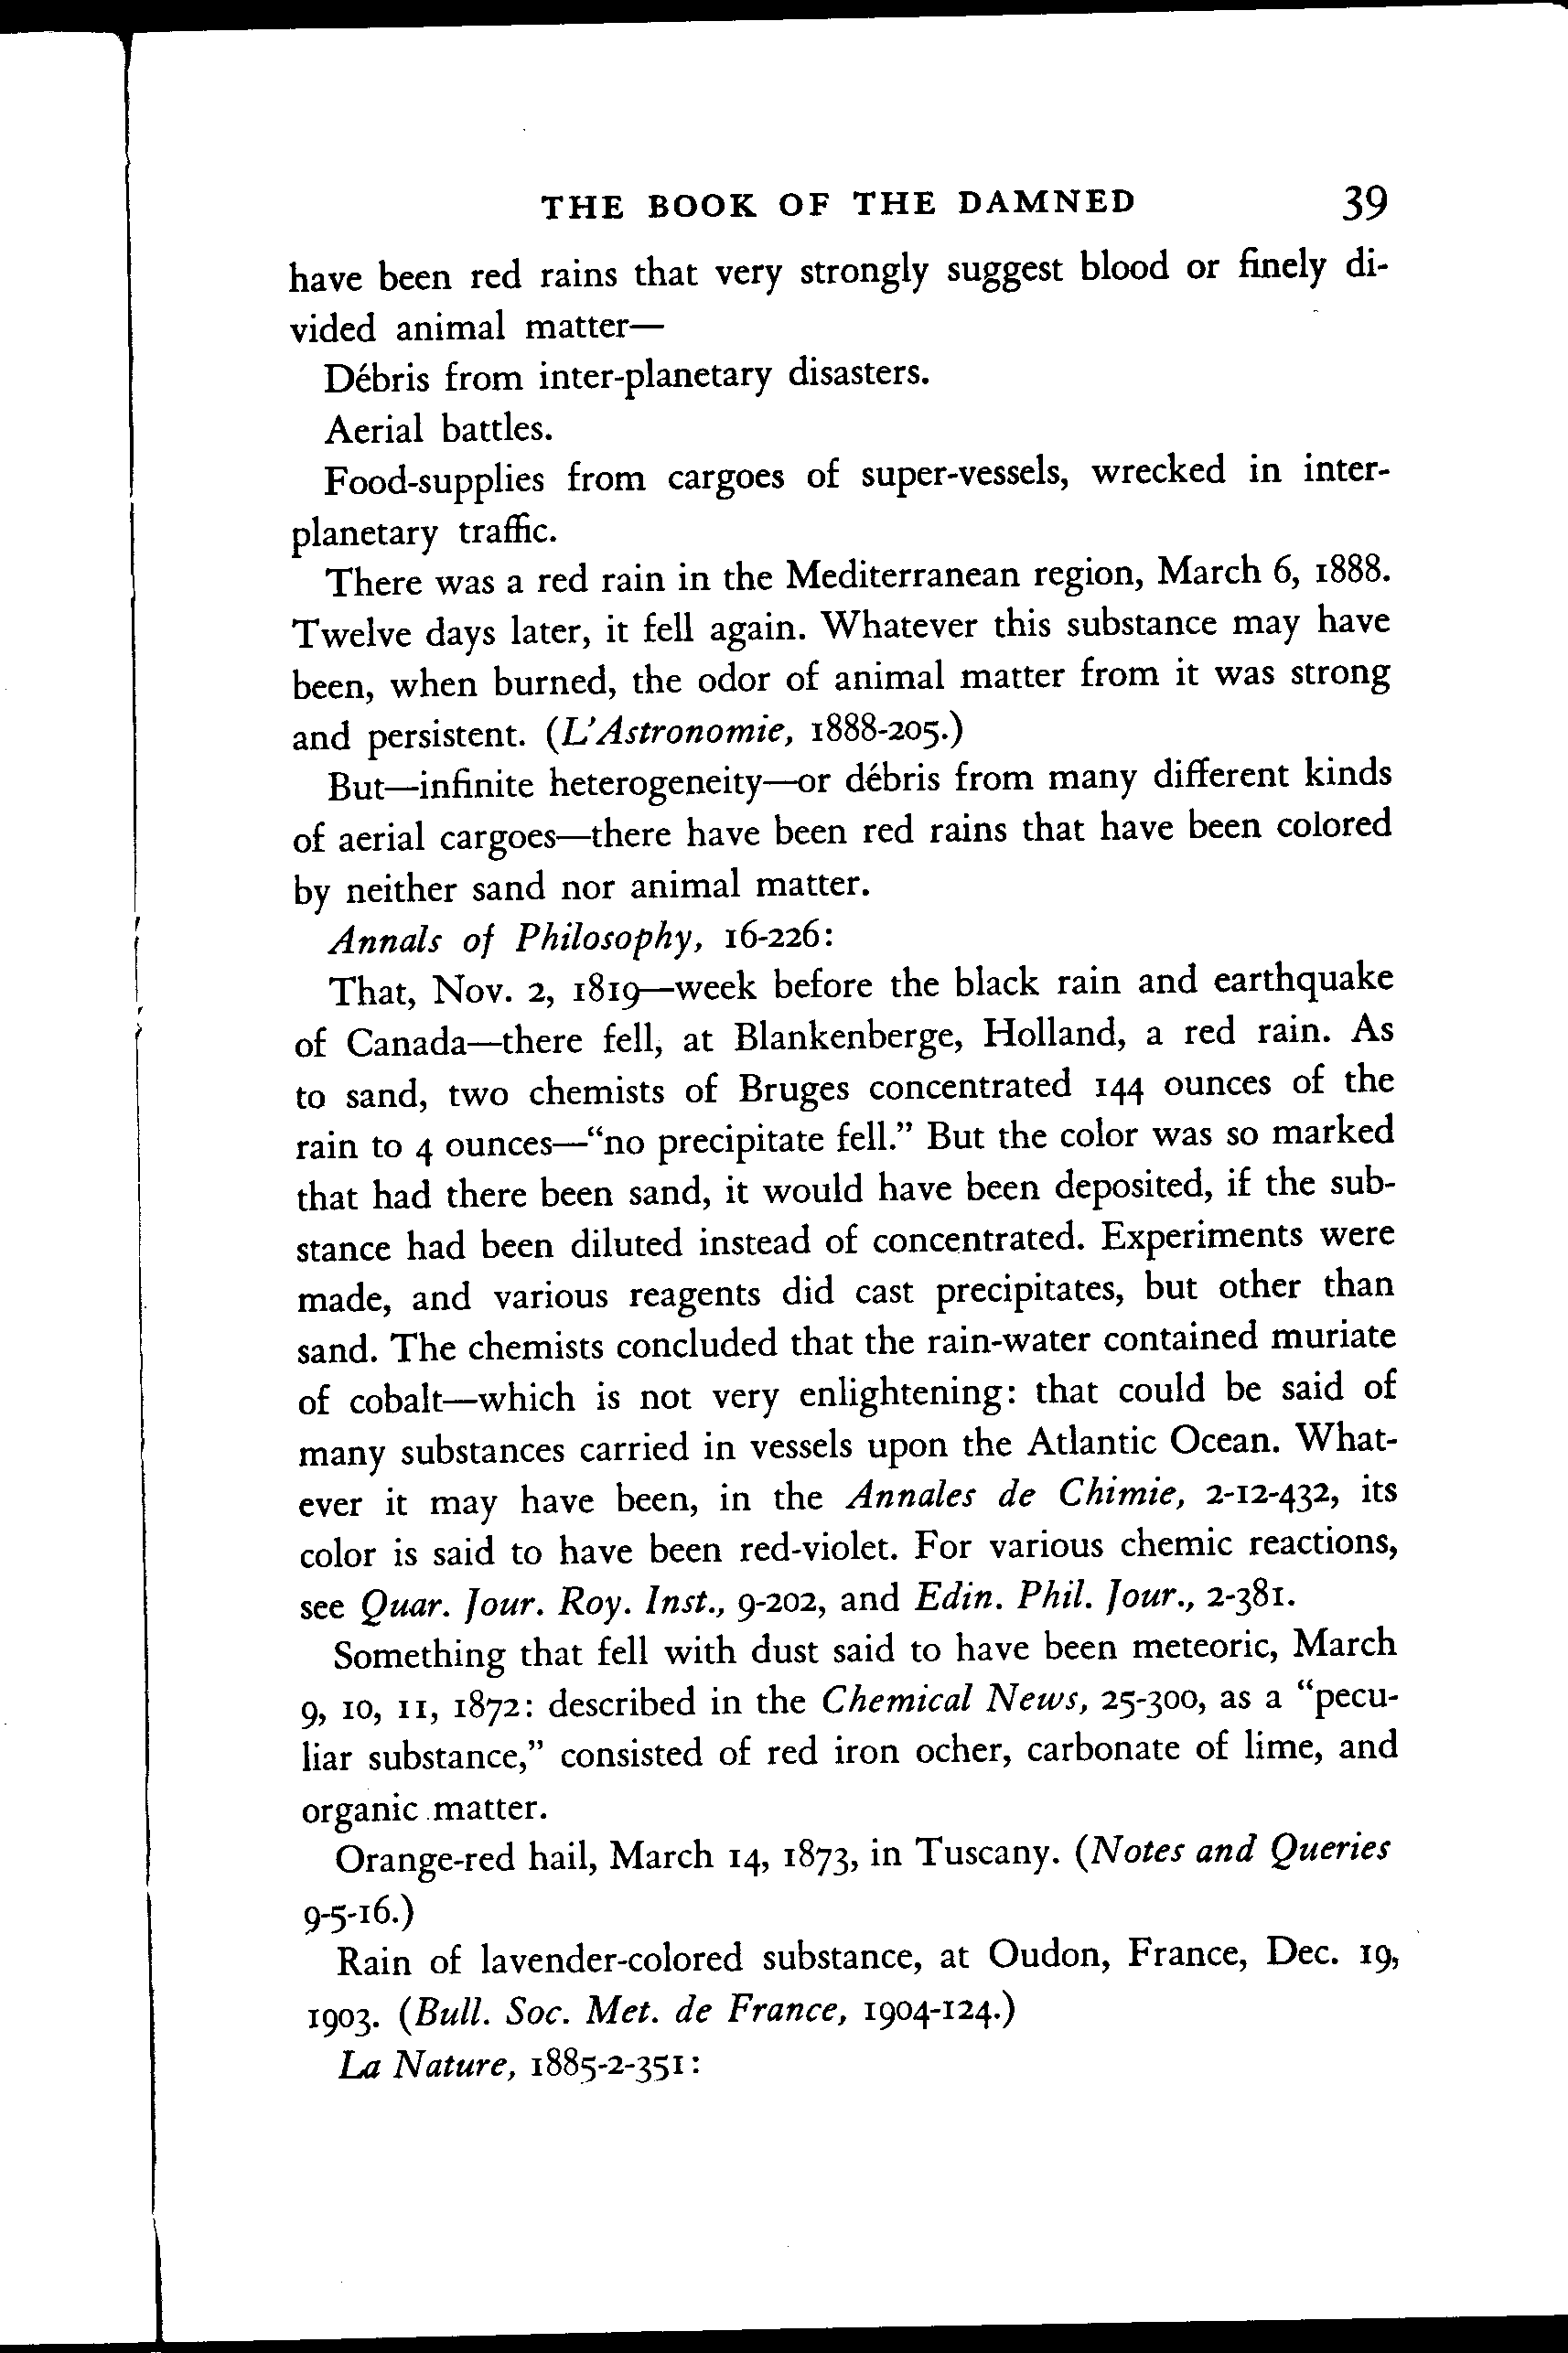 THE BOOK OF THE DAMNED 39
have been red rains that very strongly suggest blood or finely di-
vided animal matter—
Débris from inter-planetary disasters.
Aerial battles.
Food-supplies from cargoes of super-vessels, wrecked in inter-
planetary traffic.
There was a red rain in the Mediterranean region, March 6, 1888.
Twelve days later, it fell again. Whatever this substance may have
been, when burned, the odor of animal matter from it was strong
and persistent. (L'Astronomie, 1888-205.)
But—infinite heterogeneity—or débris from many different kinds
of aerial cargoes—there have been red rains that have been colored
by neither sand nor animal matter.
Annals of Philosophy, 16-226:
That, Nov. 2, 1819—week before the black rain and earthquake
of Canada—there fell, at Blankenberge, Holland, a red rain. As
to sand, two chemists of Bruges concentrated 144 ounces of the
rain to 4 ounces—"no precipitate fell." But the color was so marked
that had there been sand, it would have been deposited, if the sub-
stance had been diluted instead of concentrated. Experiments were
made, and various reagents did cast precipitates, but other than
sand. The chemists concluded that the rain-water contained muriate
of cobalt—which is not very enlightening: that could be said of
many substances carried in vessels upon the Atlantic Ocean. What-
ever it may have been, in the Annales de Chimie, 2-12-432, its
color is said to have been red-violet. For various chemic reactions,
see Quar. Jour. Roy. Inst., 9-202, and Edin. Phil. Jour., 2-381.
Something that fell with dust said to have been meteoric, March
9, 10, 11, 1872: described in the Chemical News, 25-300, as a "pecu-
liar substance," consisted of red iron ocher, carbonate of lime, and
organic matter.
Orange-red hail, March 14, 1873, in Tuscany. (Notes and Queries
9-5-16.)
Rain of lavender-colored substance, at Oudon, France, Dec. 19,
1903. (Bull. Soc. Met. de France, 1904-124.)
La Nature, 1885-2-351: